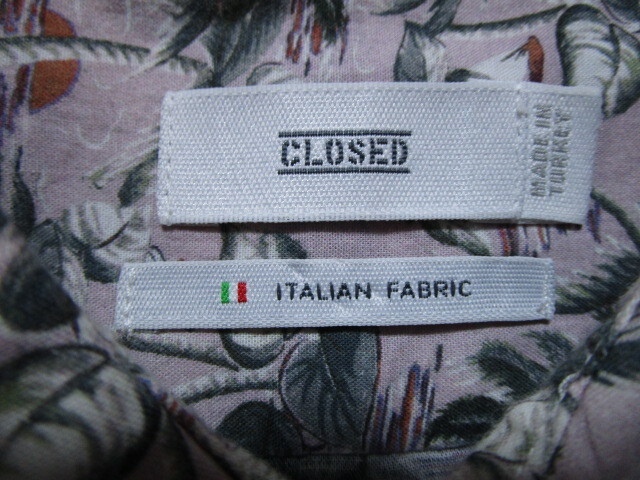 CLOSED
MADE IN
TURKEY
ITALIAN FABRIC